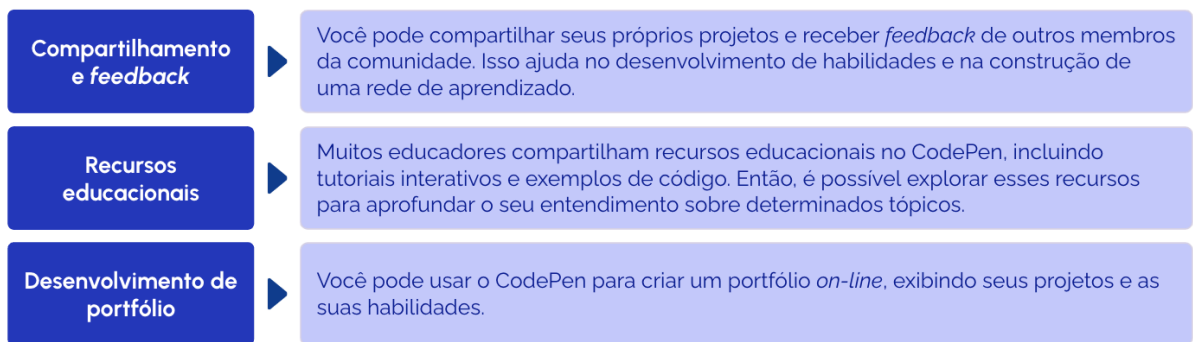 Compartilhamento
e feedback
Você pode compartilhar seus próprios projetos e receber feedback de outros membros
da comunidade. Isso ajuda no desenvolvimento de habilidades e na construção de
uma rede de aprendizado.
Recursos
educacionais
Muitos educadores compartilham recursos educacionais no CodePen, incluindo
tutoriais interativos e exemplos de código. Então, é possível explorar esses recursos
para aprofundar o seu entendimento sobre determinados tópicos.
Desenvolvimento de
portfólio
Você pode usar o CodePen para criar um portfólio on-line, exibindo seus projetos e as
suas habilidades.